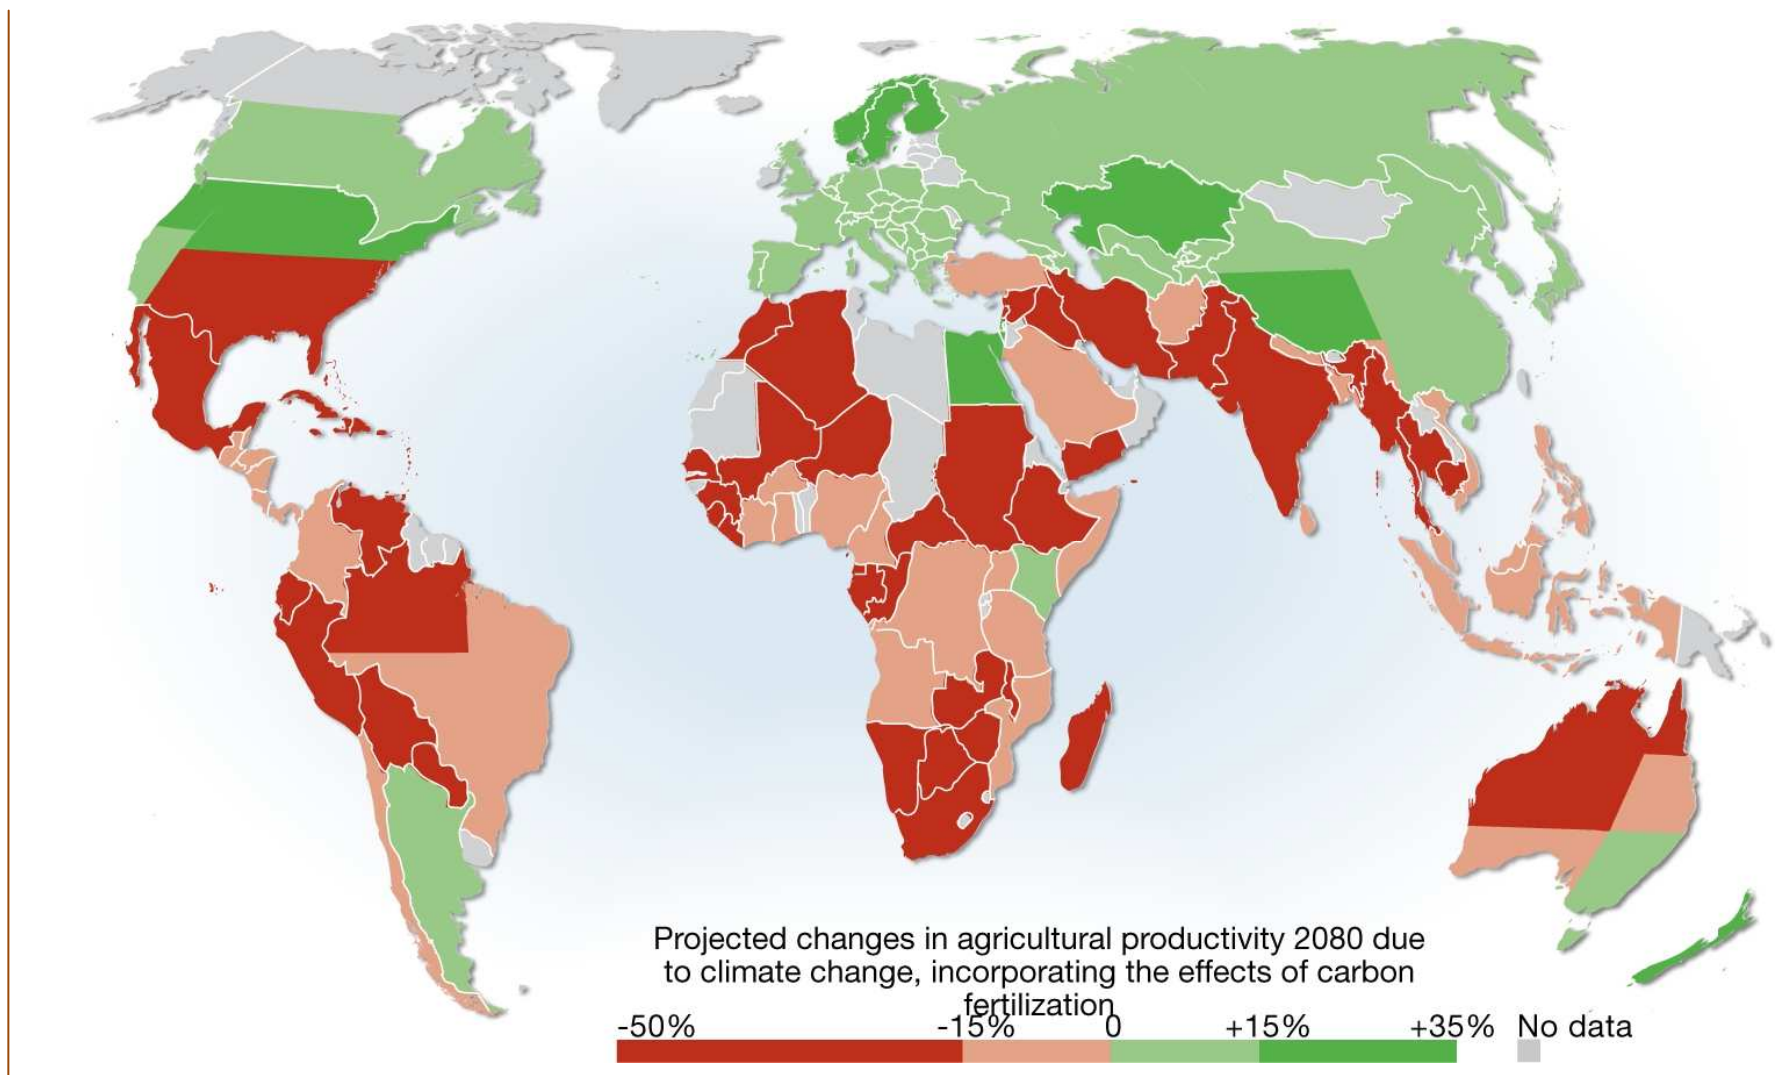 Projected changes in agricultural productivity 2080 due
to climate change, incorporating the effects of carbon
fertilization
-50% -15% 0 +15% +35% No data